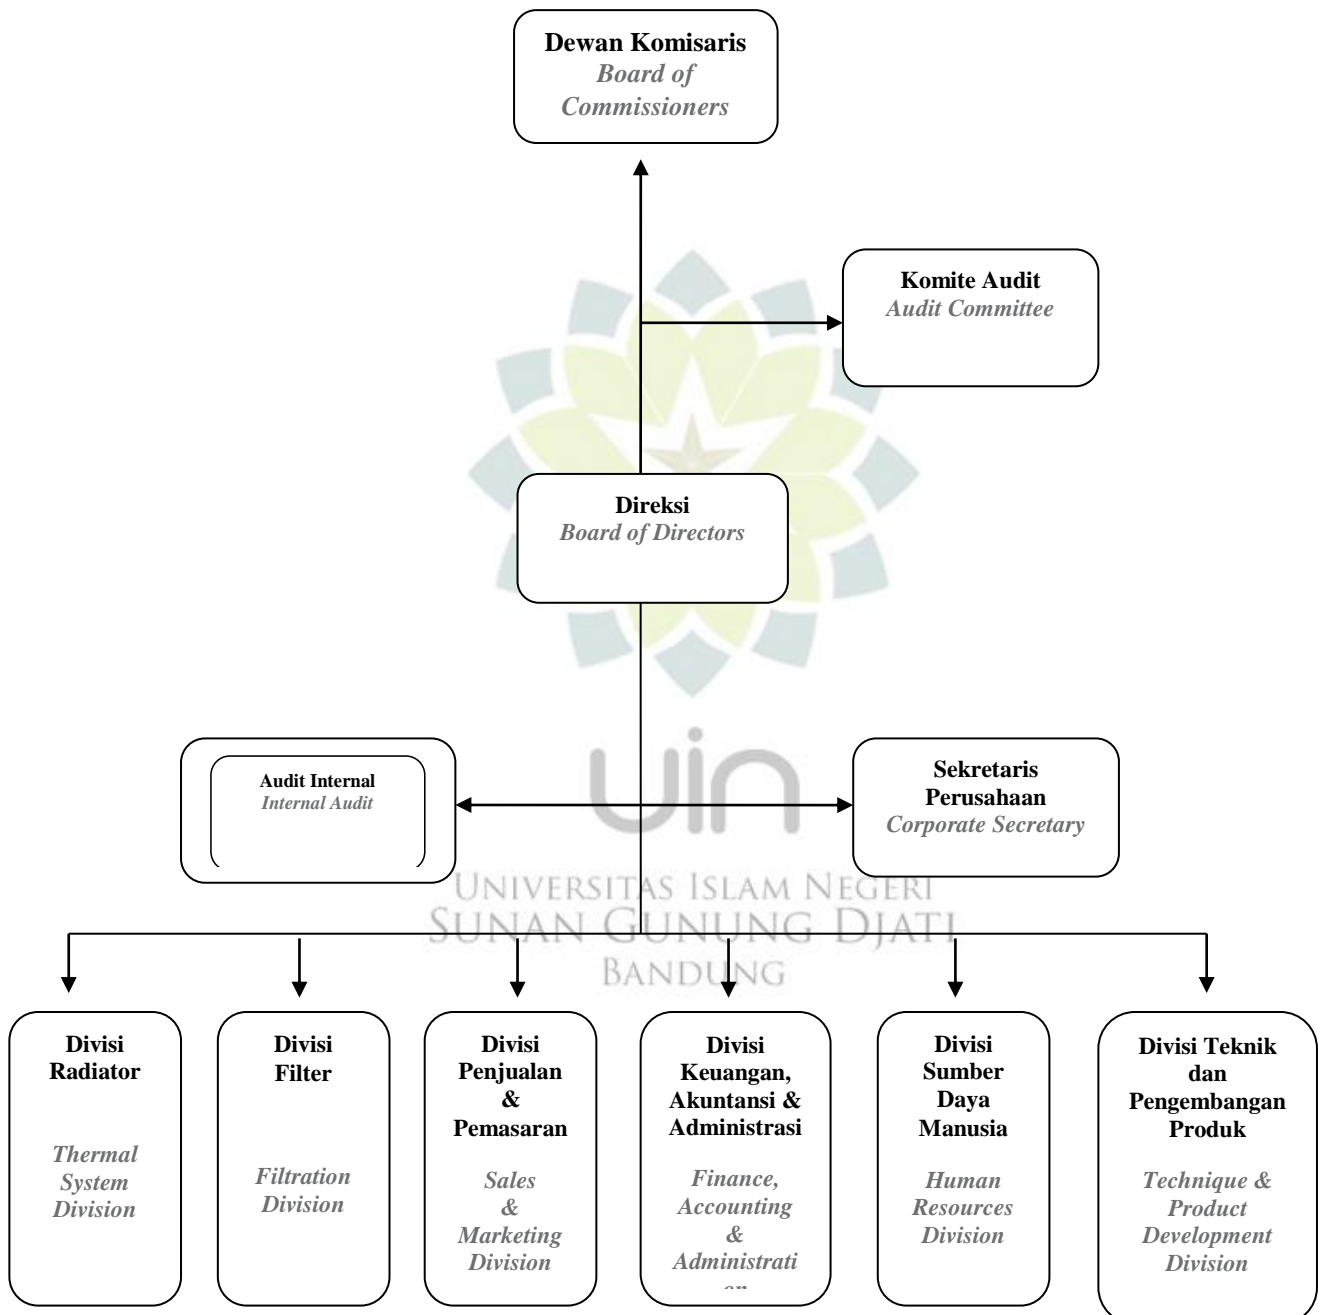 Dewan Komisaris
Board of
Commissioners
Komite Audit
Audit Committee
Direksi
Board of Directors
Audit Internal
Internal Audit
Sekretaris
Perusahaan
Corporate Secretary
uin
UNIVERSITAS ISLAM NEGERI
SUNAN GUNUNG DJATI
BANDUNG
Divisi
Radiator
Thermal
System
Division
Divisi
Filter
Filtration
Division
Divisi
Penjualan
&
Pemasaran
Sales
&
Marketing
Division
Divisi
Keuangan,
Akuntansi &
Administrasi
Finance,
Accounting
&
Administrati
on
Divisi
Sumber
Daya
Manusia
Human
Resources
Division
Divisi Teknik
dan
Pengembangan
Produk
Technique &
Product
Development
Division